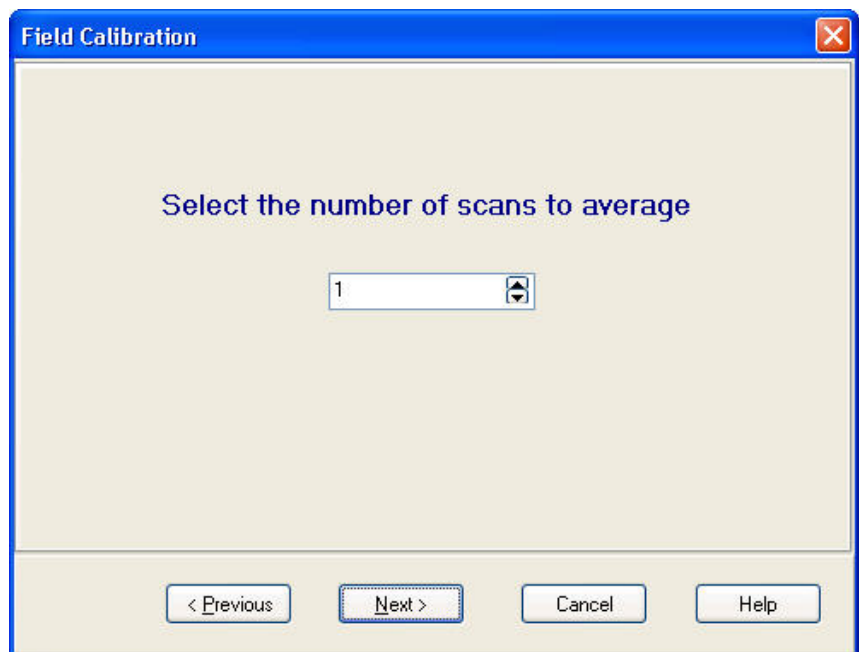 Field Calibration
Select the number of scans to average
1
< Previous
Next >
Cancel
Help